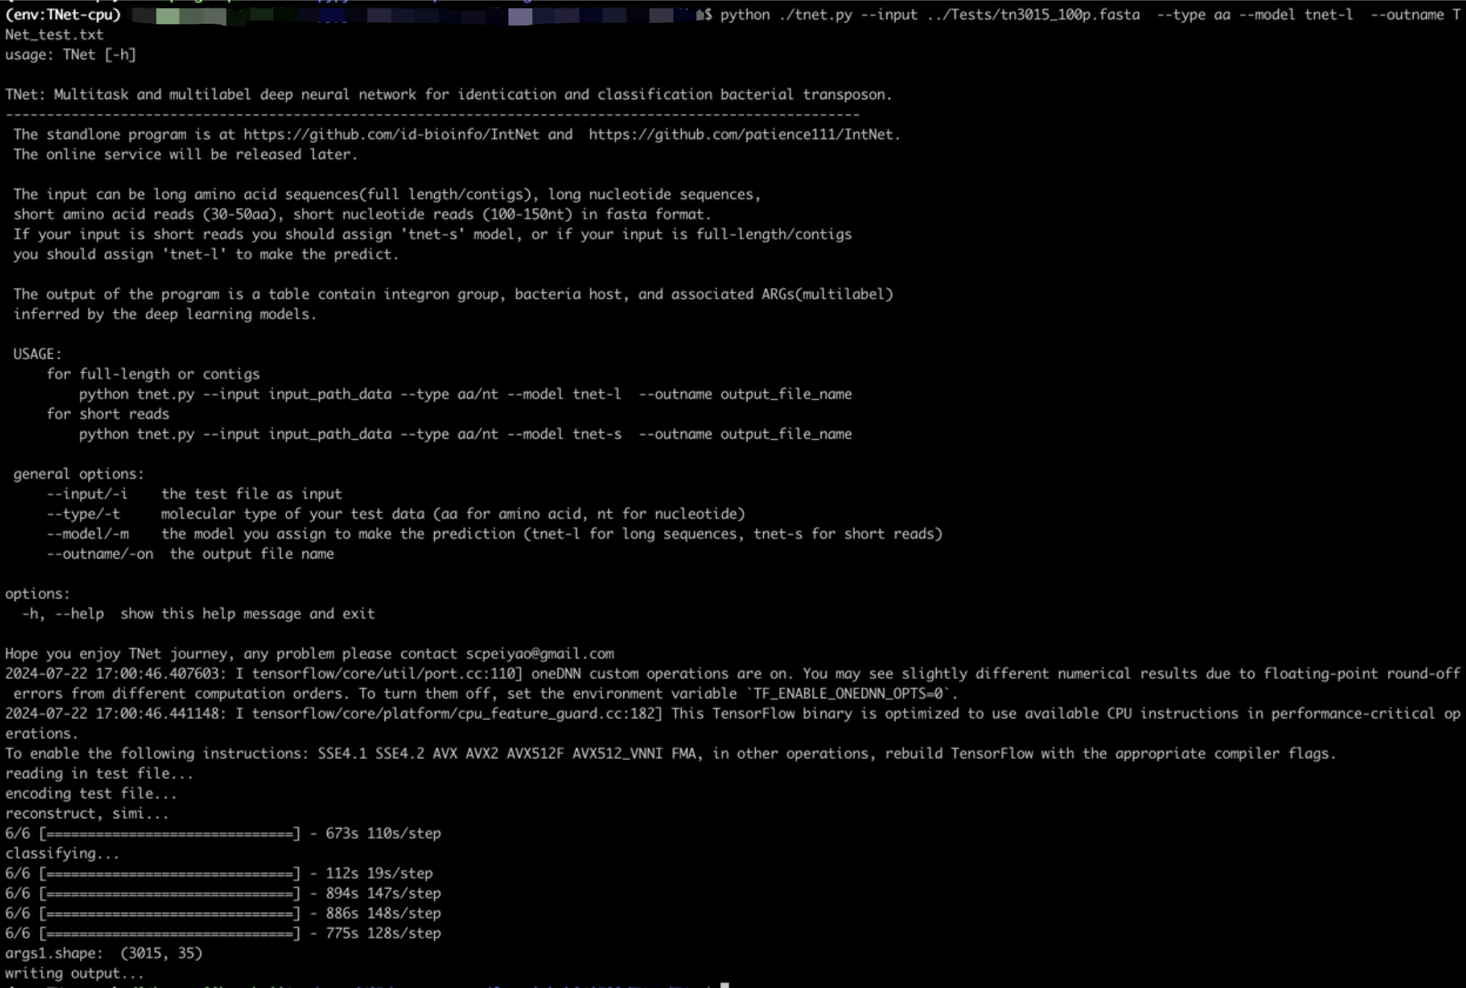 (env:TNet-cpu) $ python ./tnet.py --input ../Tests/tn3015_100p.fasta  --type aa --model tnet-l  --outname T
Net_test.txt
usage: TNet [-h]
TNet: Multitask and multilabel deep neural network for identication and classification bacterial transposon.
--------------------------------------------------------------------------------------------------------
The standlone program is at https://github.com/id-bioinfo/IntNet and  https://github.com/patience111/IntNet.
The online service will be released later.
The input can be long amino acid sequences(full length/contigs), long nucleotide sequences,
short amino acid reads (30-50aa), short nucleotide reads (100-150nt) in fasta format.
If your input is short reads you should assign 'tnet-s' model, or if your input is full-length/contigs
you should assign 'tnet-l' to make the predict.
The output of the program is a table contain integron group, bacteria host, and associated ARGs(multilabel)
inferred by the deep learning models.
USAGE:
for full-length or contigs
python tnet.py --input input_path_data --type aa/nt --model tnet-l  --outname output_file_name
for short reads
python tnet.py --input input_path_data --type aa/nt --model tnet-s  --outname output_file_name
general options:
--input/-i    the test file as input
--type/-t     molecular type of your test data (aa for amino acid, nt for nucleotide)
--model/-m    the model you assign to make the prediction (tnet-l for long sequences, tnet-s for short reads)
--outname/-on  the output file name
options:
-h, --help  show this help message and exit
Hope you enjoy TNet journey, any problem please contact scpeiyao@gmail.com
2024-07-22 17:00:46.407603: I tensorflow/core/util/port.cc:110] oneDNN custom operations are on. You may see slightly different numerical results due to floating-point round-off
errors from different computation orders. To turn them off, set the environment variable `TF_ENABLE_ONEDNN_OPTS=0`.
2024-07-22 17:00:46.441148: I tensorflow/core/platform/cpu_feature_guard.cc:182] This TensorFlow binary is optimized to use available CPU instructions in performance-critical op
erations.
To enable the following instructions: SSE4.1 SSE4.2 AVX AVX2 AVX512F AVX512_VNNI FMA, in other operations, rebuild TensorFlow with the appropriate compiler flags.
reading in test file...
encoding test file...
reconstruct, simi...
6/6 [==============================] - 673s 110s/step
classifying...
6/6 [==============================] - 112s 19s/step
6/6 [==============================] - 894s 147s/step
6/6 [==============================] - 886s 148s/step
6/6 [==============================] - 775s 128s/step
args1.shape:  (3015, 35)
writing output...